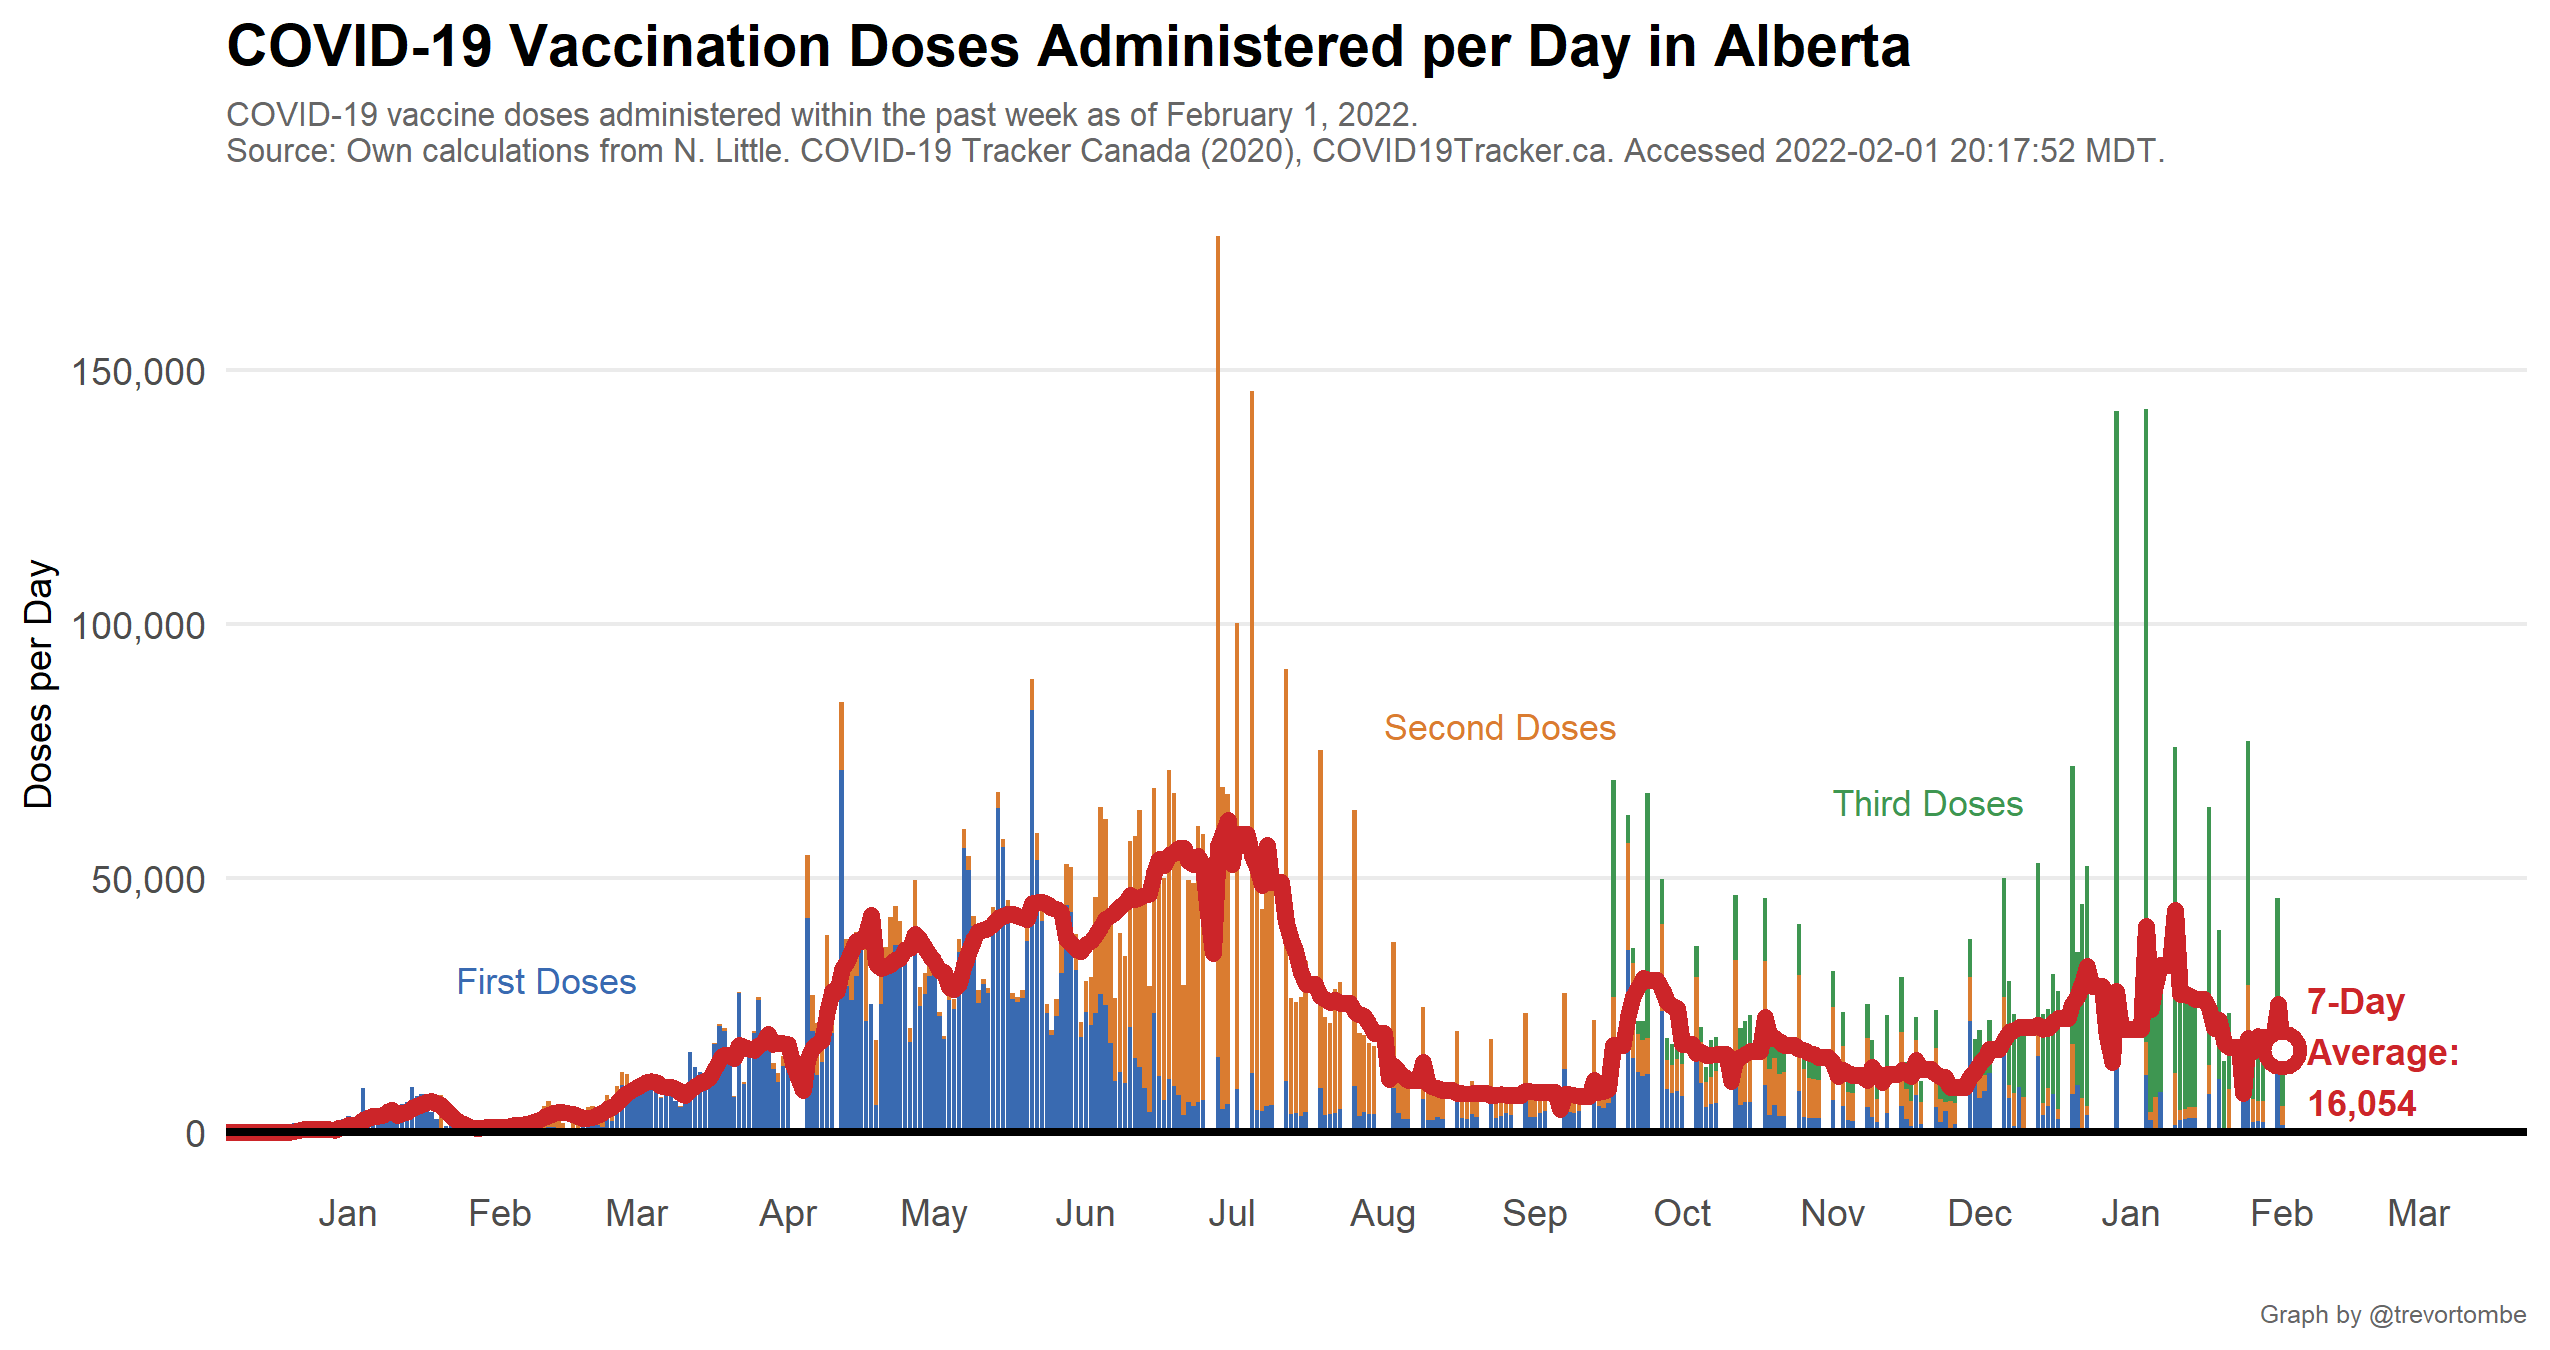 COVID-19 Vaccination Doses Administered per Day in Alberta
COVID-19 vaccine doses administered within the past week as of February 1, 2022.
Source: Own calculations from N. Little. COVID-19 Tracker Canada (2020), COVID19Tracker.ca. Accessed 2022-02-01 20:17:52 MDT.
Doses per Day
150,000
100,000
50,000
0
First Doses
Second Doses
Third Doses
7-Day
Average:
16,054
Jan Feb Mar Apr May Jun Jul Aug Sep Oct Nov Dec Jan Feb Mar
Graph by @trevortombe